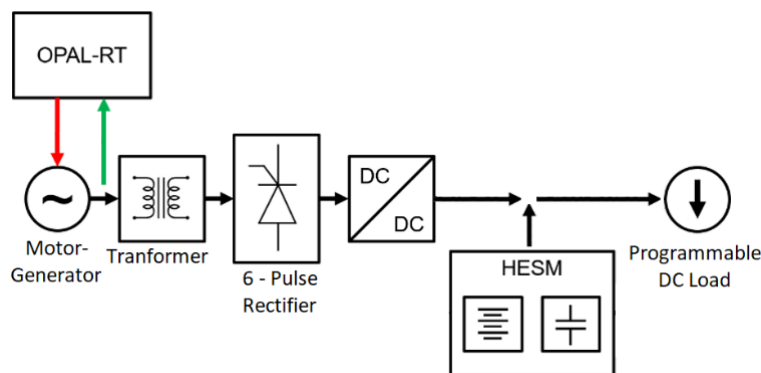 OPAL-RT
Motor-
Generator
Tranformer
6 - Pulse
Rectifier
DC
DC
HESM
Programmable
DC Load